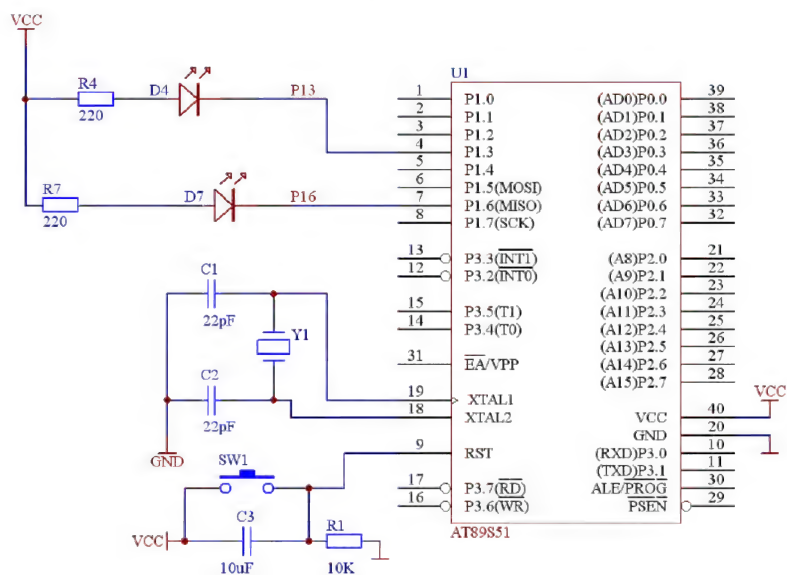 VCC
R4
220
D4
P13
R7
220
D7
P16
C1
22pF
Y1
C2
22pF
GND
SW1
C3
10uF
VCC
R1
10K
U1
1 P1.0
2 P1.1
3 P1.2
4 P1.3
5 P1.4
6 P1.5(MOSI)
7 P1.6(MISO)
8 P1.7(SCK)
13 P3.3(INT1)
12 P3.2(INT0)
15 P3.5(T1)
14 P3.4(T0)
31 EA/VPP
19 XTAL1
18 XTAL2
9 RST
17 P3.7(RD)
16 P3.6(WR)
(AD0)P0.0 39
(AD1)P0.1 38
(AD2)P0.2 37
(AD3)P0.3 36
(AD4)P0.4 35
(AD5)P0.5 34
(AD6)P0.6 33
(AD7)P0.7 32
(A8)P2.0 21
(A9)P2.1 22
(A10)P2.2 23
(A11)P2.3 24
(A12)P2.4 25
(A13)P2.5 26
(A14)P2.6 27
(A15)P2.7 28
VCC 40
GND 20
(RXD)P3.0 10
(TXD)P3.1 11
ALE/PROG 30
PSEN 29
VCC
AT89S51